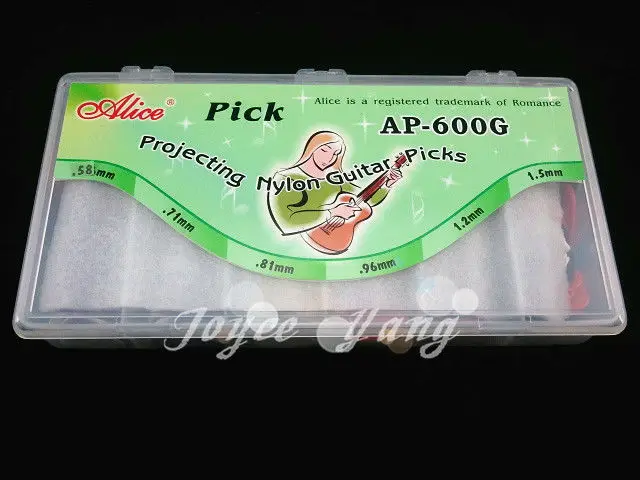 Alice®
Pick
Alice is a registered trademark of Romance
AP-600G
Projecting Nylon Guitar Picks
.58mm
.71mm
.81mm
.96mm
1.2mm
1.5mm
Joyce Yang